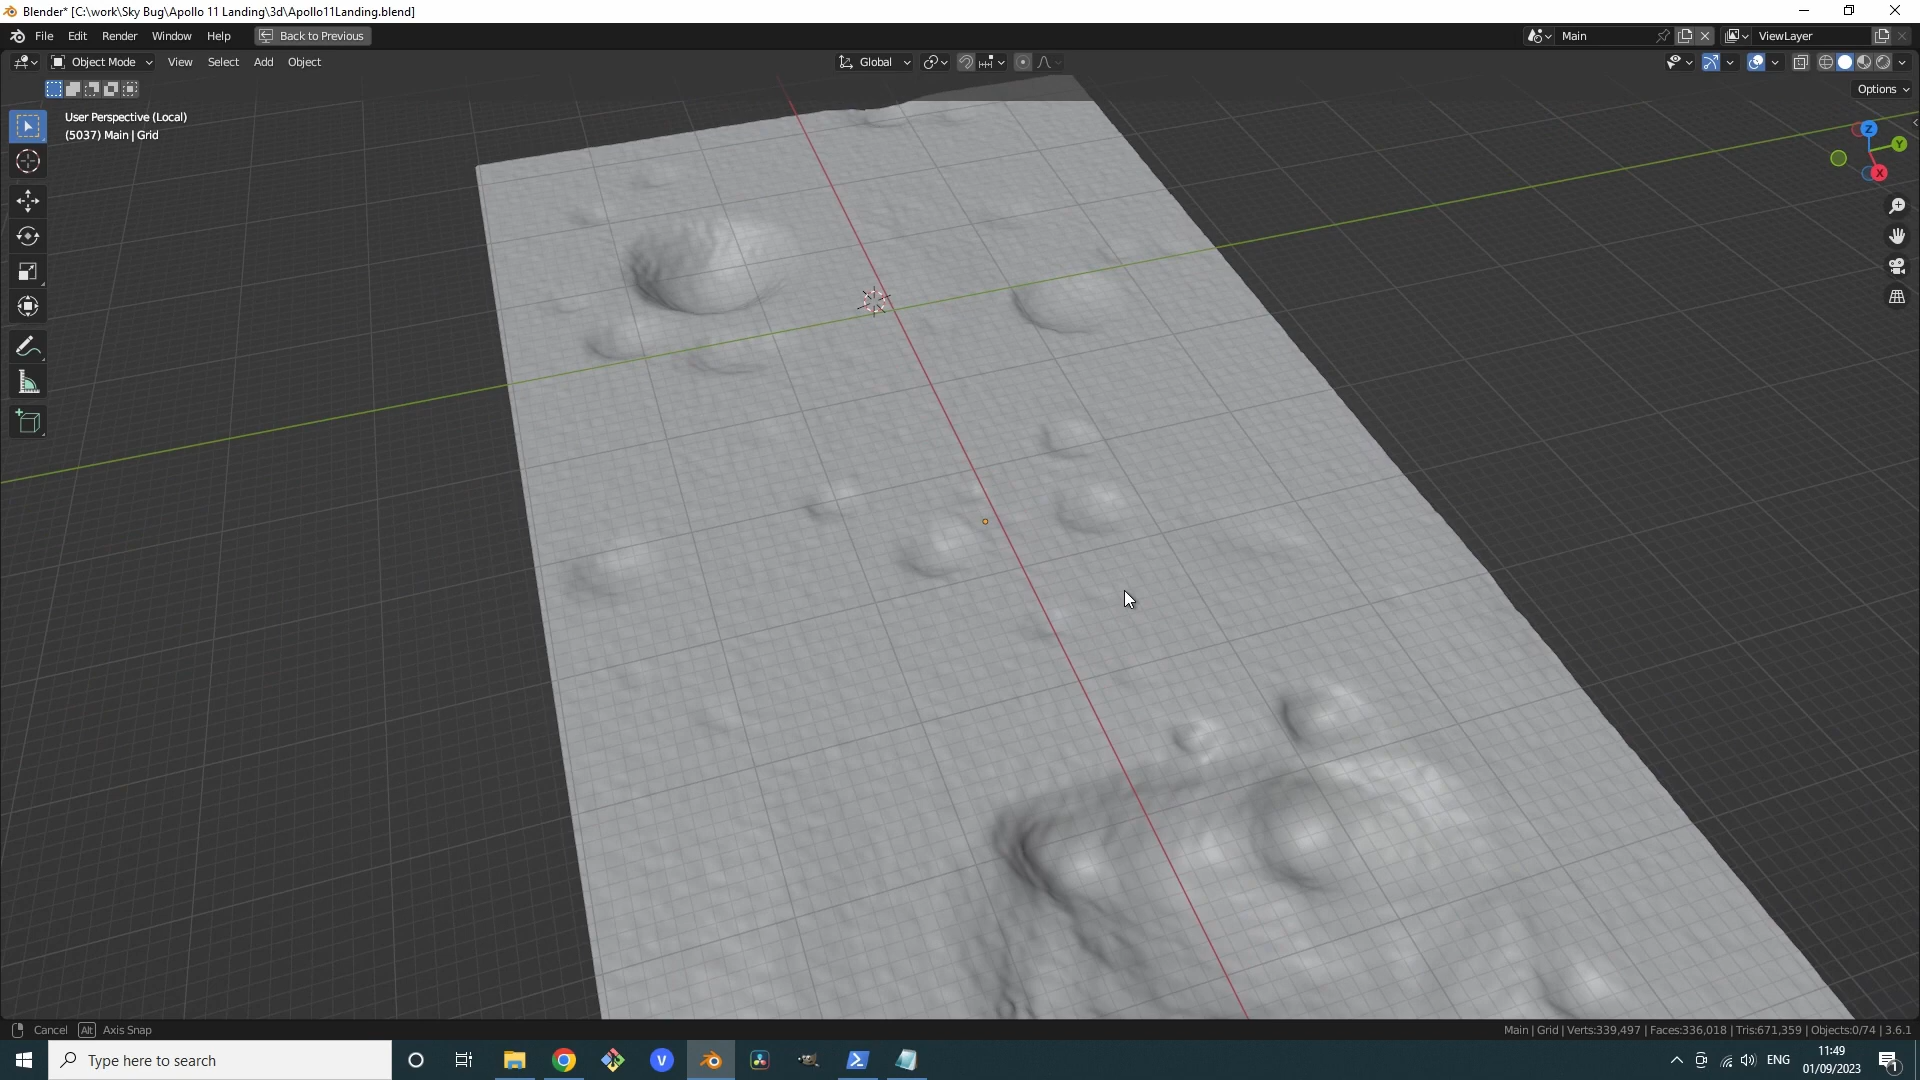 Blender* [C:\work\Sky Bug\Apollo 11 Landing\3d\Apollo11Landing.blend]
File Edit Render Window Help Back to Previous Main ViewLayer
Object Mode View Select Add Object Global
Options
User Perspective (Local)
(5037) Main | Grid
Z
Y
X
Cancel Alt Axis Snap Main | Grid | Verts:339,497 | Faces:336,018 | Tris:671,359 | Objects:0/74 | 3.6.1
Type here to search V ENG 11:49
01/09/2023 1